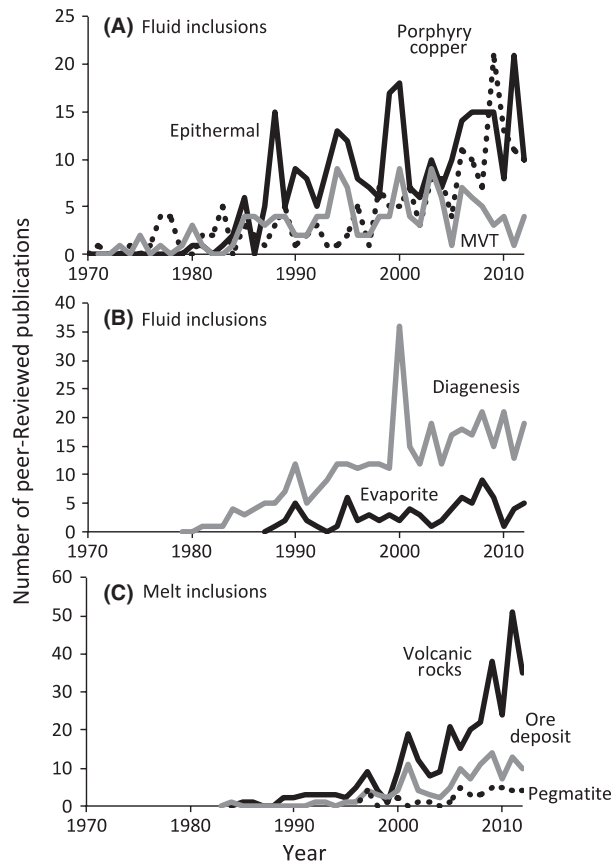 Number of peer-Reviewed publications
(A) Fluid inclusions
25
20
15
10
5
0
Porphyry
copper
Epithermal
MVT
1970 1980 1990 2000 2010
(B) Fluid inclusions
40
35
30
25
20
15
10
5
0
Diagenesis
Evaporite
1970 1980 1990 2000 2010
(C) Melt inclusions
60
50
40
30
20
10
0
Volcanic
rocks
Ore
deposit
Pegmatite
1970 1980 1990 2000 2010
Year